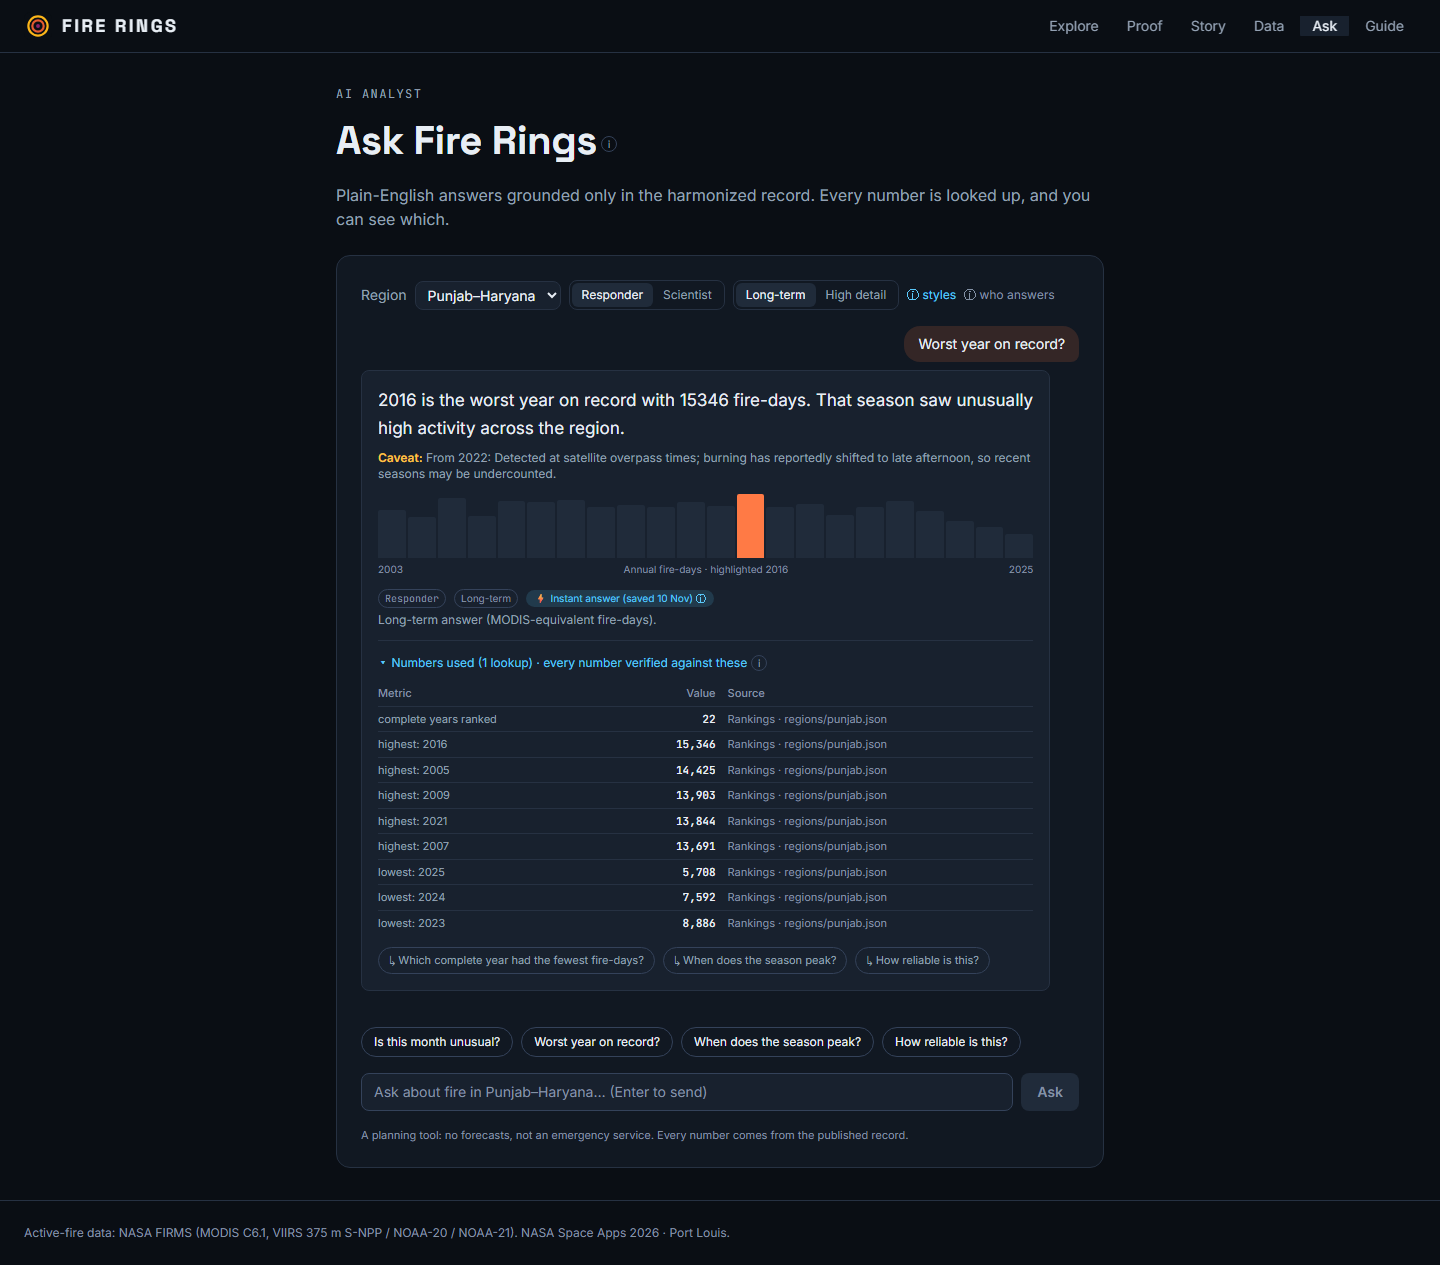 FIRE RINGS
Explore Proof Story Data Ask Guide
AI ANALYST
Ask Fire Rings
Plain-English answers grounded only in the harmonized record. Every number is looked up, and you
can see which.
Region Punjab–Haryana Responder Scientist Long-term High detail ⓘ styles ⓘ who answers
Worst year on record?
2016 is the worst year on record with 15346 fire-days. That season saw unusually
high activity across the region.
Caveat: From 2022: Detected at satellite overpass times; burning has reportedly shifted to late afternoon, so recent
seasons may be undercounted.
2003 Annual fire-days · highlighted 2016 2025
Responder Long-term Instant answer (saved 10 Nov) ⓘ
Long-term answer (MODIS-equivalent fire-days).
Numbers used (1 lookup) · every number verified against these i
Metric Value Source
complete years ranked 22 Rankings · regions/punjab.json
highest: 2016 15,346 Rankings · regions/punjab.json
highest: 2005 14,425 Rankings · regions/punjab.json
highest: 2009 13,903 Rankings · regions/punjab.json
highest: 2021 13,844 Rankings · regions/punjab.json
highest: 2007 13,691 Rankings · regions/punjab.json
lowest: 2025 5,708 Rankings · regions/punjab.json
lowest: 2024 7,592 Rankings · regions/punjab.json
lowest: 2023 8,886 Rankings · regions/punjab.json
↳ Which complete year had the fewest fire-days? ↳ When does the season peak? ↳ How reliable is this?
Is this month unusual? Worst year on record? When does the season peak? How reliable is this?
Ask about fire in Punjab–Haryana... (Enter to send) Ask
A planning tool: no forecasts, not an emergency service. Every number comes from the published record.
Active-fire data: NASA FIRMS (MODIS C6.1, VIIRS 375 m S-NPP / NOAA-20 / NOAA-21). NASA Space Apps 2026 · Port Louis.